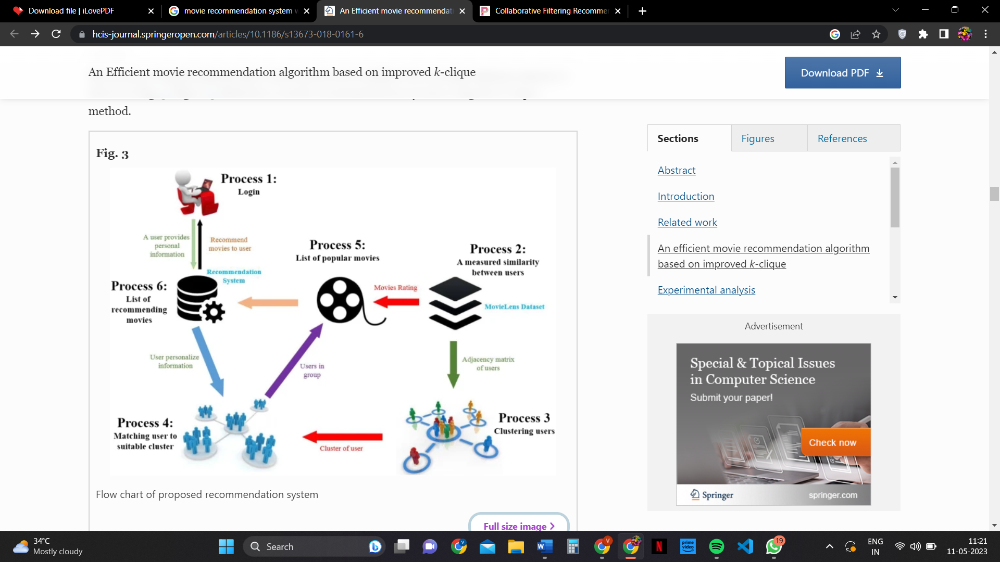 Download file | iLovePDF
movie recommendation system
An Efficient movie recommendati
Collaborative Filtering Recomme
hcis-journal.springeropen.com/articles/10.1186/s13673-018-0161-6
An Efficient movie recommendation algorithm based on improved k-clique
Download PDF
method.
Fig. 3
Process 1:
Login
A user provides
personal
information
Recommend
movies to user
Process 5:
List of popular movies
Process 2:
A measured similarity
between users
Recommendation
System
Process 6:
List of
recommending
movies
Movies Rating
MovieLens Dataset
User personalize
information
Users in
group
Adjacency matrix
of users
Process 4:
Matching user to
suitable cluster
Cluster of user
Process 3
Clustering users
Flow chart of proposed recommendation system
Full size image
Sections
Figures
References
Abstract
Introduction
Related work
An efficient movie recommendation algorithm
based on improved k-clique
Experimental analysis
Advertisement
Special & Topical Issues
in Computer Science
Submit your paper!
Check now
Springer
springer.com
34°C
Mostly cloudy
Search
prime
video
19
ENG
IN
11:21
11-05-2023